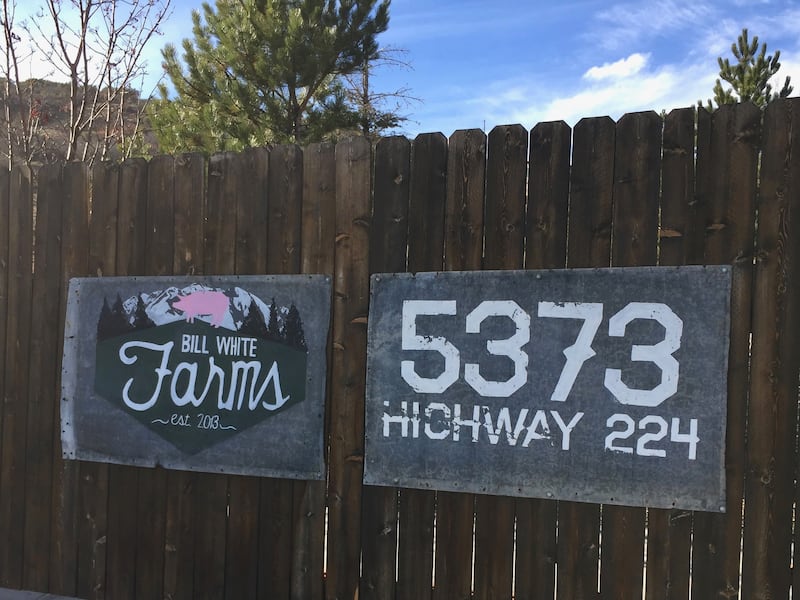 BILL WHITE
Farms
est. 2013
5373
HIGHWAY 224